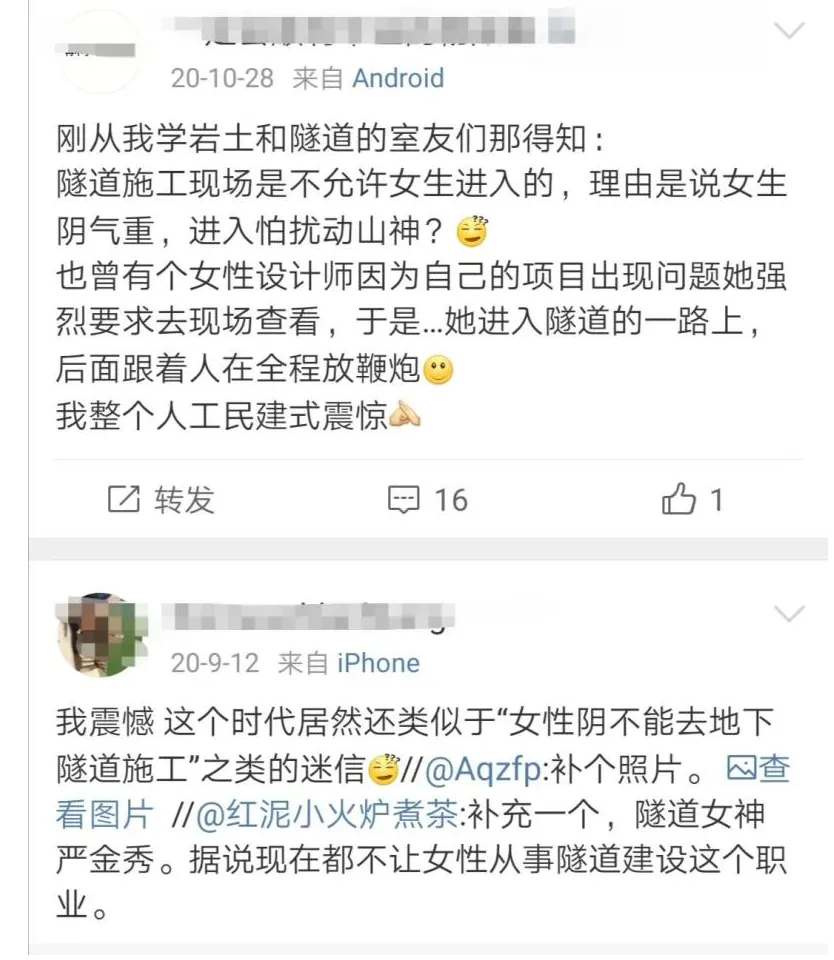 20-10-28 来自 Android
刚从我学岩土和隧道的室友们那得知：
隧道施工现场是不允许女生进入的，理由是说女生
阴气重，进入怕扰动山神？
也曾有个女性设计师因为自己的项目出现问题她强
烈要求去现场查看，于是...她进入隧道的一路上，
后面跟着人在全程放鞭炮
我整个人工民建式震惊
转发 16 1
20-9-12 来自 iPhone
我震憾 这个时代居然还类似于“女性阴不能去地下
隧道施工”之类的迷信//@Aqzfp:补个照片。 查
看图片 //@红泥小火炉煮茶:补充一个，隧道女神
严金秀。据说现在都不让女性从事隧道建设这个职
业。